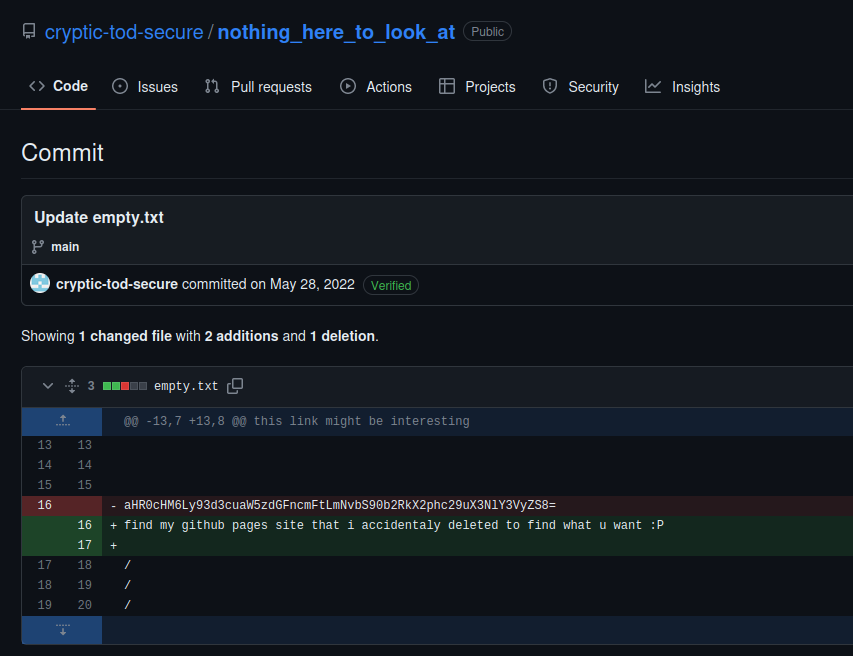 cryptic-tod-secure / nothing_here_to_look_at Public
Code Issues Pull requests Actions Projects Security Insights
Commit
Update empty.txt
main
cryptic-tod-secure committed on May 28, 2022 Verified
Showing 1 changed file with 2 additions and 1 deletion.
3 empty.txt
@@ -13,7 +13,8 @@ this link might be interesting
13 13
14 14
15 15
16 - aHR0cHM6Ly93d3cuaW5zdGFncmFtLmNvbS90b2RkX2phc29uX3NlY3VyZS8=
16 + find my github pages site that i accidentaly deleted to find what u want :P
17 +
17 18 /
18 19 /
19 20 /